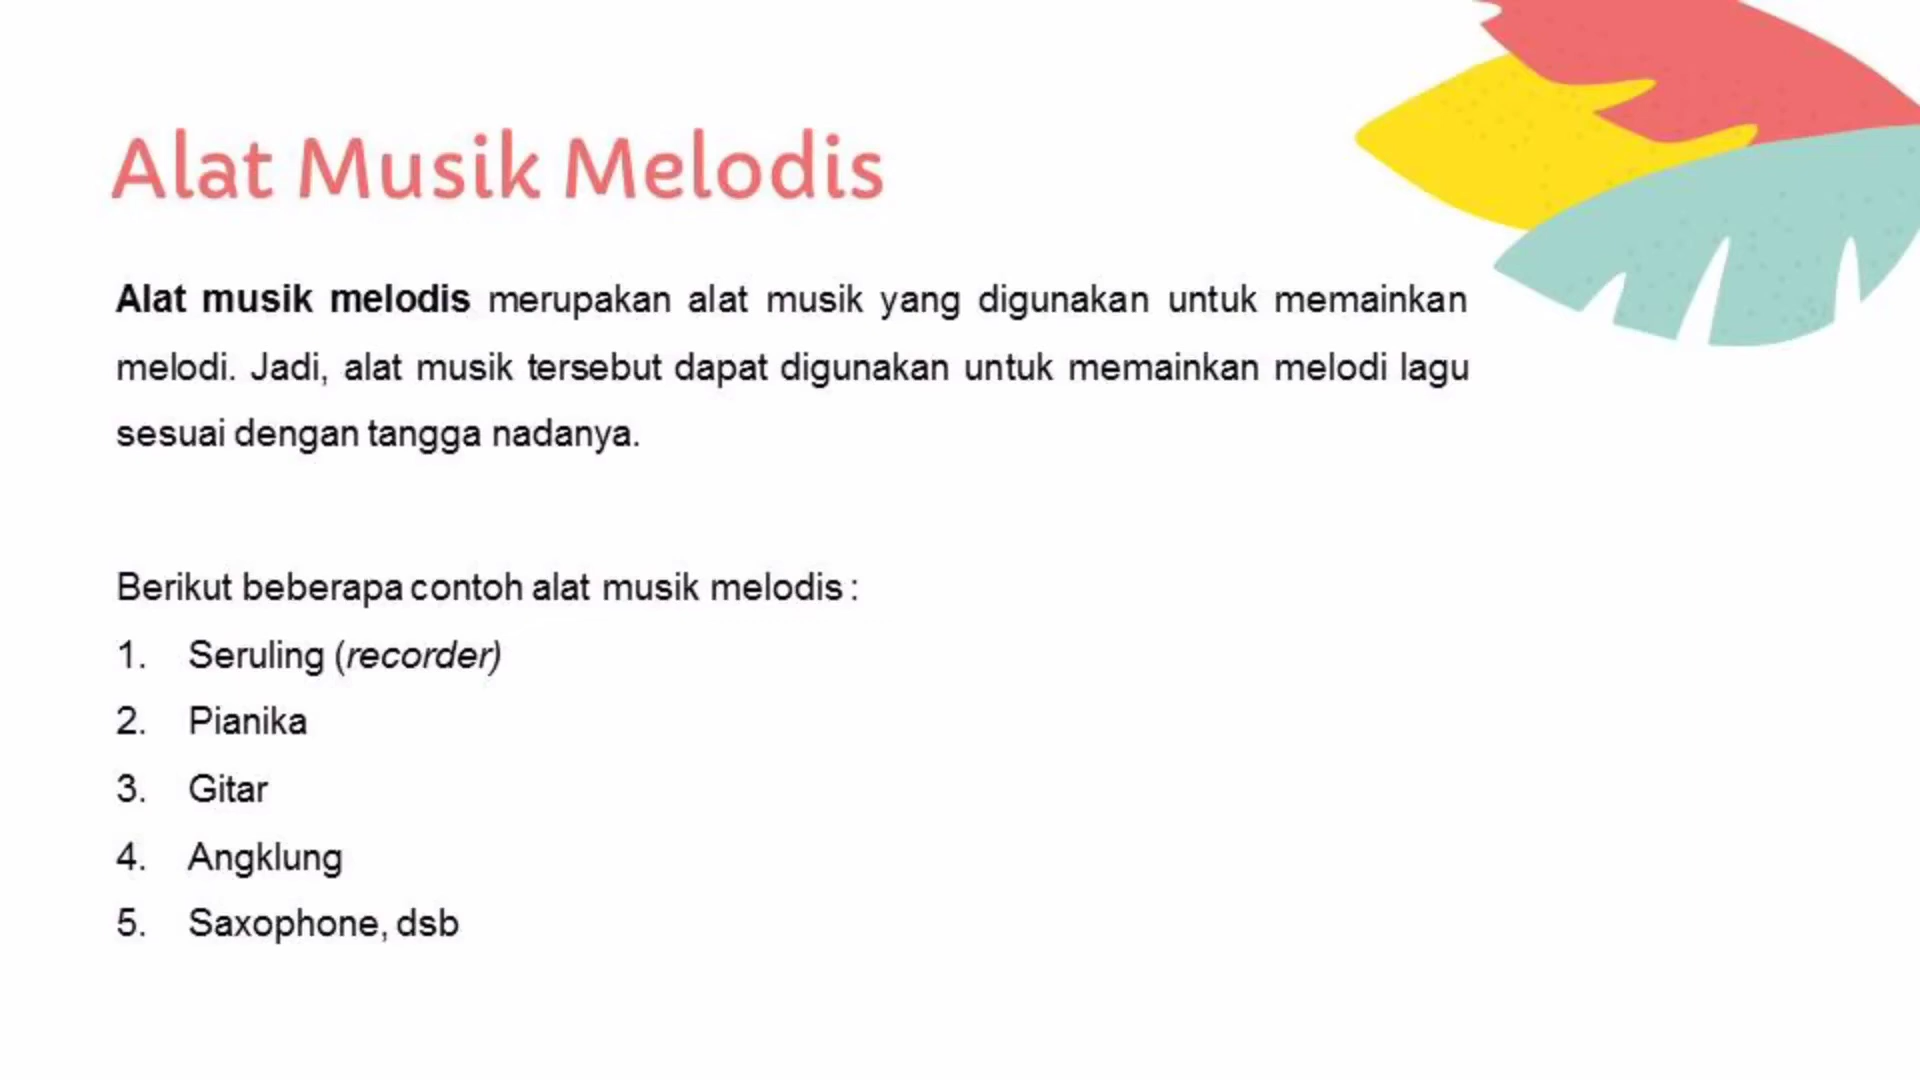 Alat Musik Melodis
Alat musik melodis merupakan alat musik yang digunakan untuk memainkan
melodi. Jadi, alat musik tersebut dapat digunakan untuk memainkan melodi lagu
sesuai dengan tangga nadanya.
Berikut beberapa contoh alat musik melodis :
1. Seruling (recorder)
2. Pianika
3. Gitar
4. Angklung
5. Saxophone, dsb